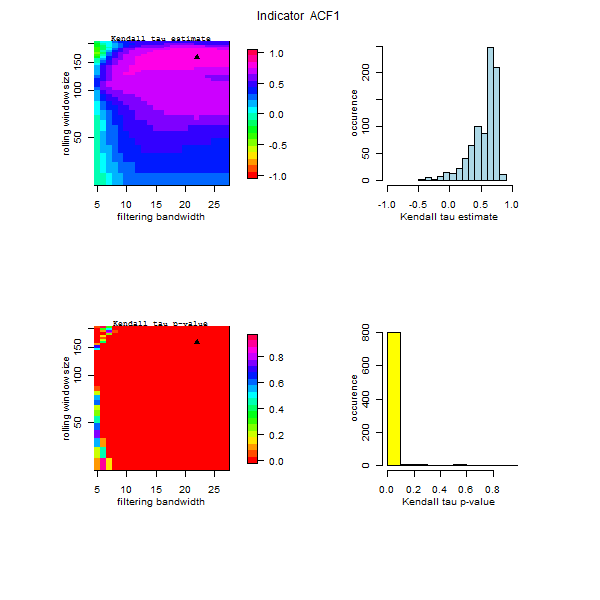 Indicator ACF1
Kendall tau estimate
rolling window size
50 100 150
5 10 15 20 25
filtering bandwidth
1.0
0.5
0.0
-0.5
-1.0
occurence
0 50 100 200
-1.0 -0.5 0.0 0.5 1.0
Kendall tau estimate
Kendall tau p-value
rolling window size
50 100 150
5 10 15 20 25
filtering bandwidth
0.8
0.6
0.4
0.2
0.0
occurence
0 200 400 600 800
0.0 0.2 0.4 0.6 0.8
Kendall tau p-value